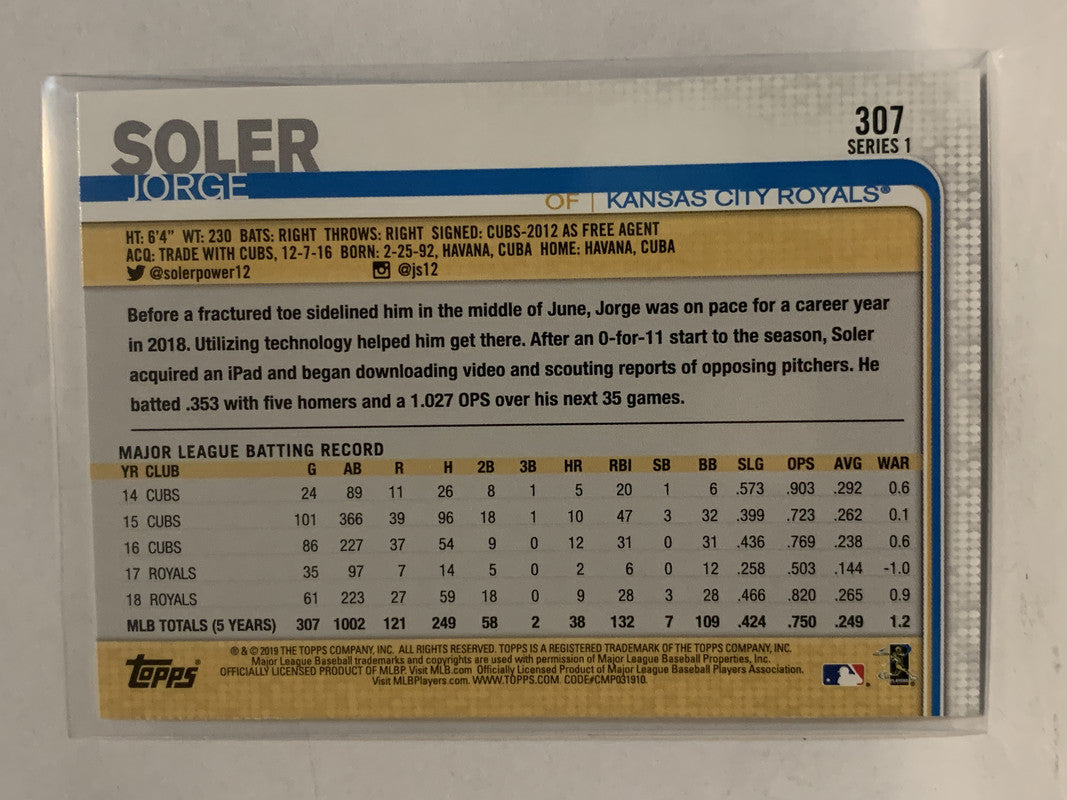 SOLER
JORGE
307
SERIES 1
OF | KANSAS CITY ROYALS®
HT: 6'4" WT: 230 BATS: RIGHT THROWS: RIGHT SIGNED: CUBS-2012 AS FREE AGENT
ACQ: TRADE WITH CUBS, 12-7-16 BORN: 2-25-92, HAVANA, CUBA HOME: HAVANA, CUBA
@solerpower12 @js12
Before a fractured toe sidelined him in the middle of June, Jorge was on pace for a career year
in 2018. Utilizing technology helped him get there. After an 0-for-11 start to the season, Soler
acquired an iPad and began downloading video and scouting reports of opposing pitchers. He
batted .353 with five homers and a 1.027 OPS over his next 35 games.
MAJOR LEAGUE BATTING RECORD
YR CLUB G AB R H 2B 3B HR RBI SB BB SLG OPS AVG WAR
14 CUBS 24 89 11 26 8 1 5 20 1 6 .573 .903 .292 0.6
15 CUBS 101 366 39 96 18 1 10 47 3 32 .399 .723 .262 0.1
16 CUBS 86 227 37 54 9 0 12 31 0 31 .436 .769 .238 0.6
17 ROYALS 35 97 7 14 5 0 2 6 0 12 .258 .503 .144 -1.0
18 ROYALS 61 223 27 59 18 0 9 28 3 28 .466 .820 .265 0.9
MLB TOTALS (5 YEARS) 307 1002 121 249 58 2 38 132 7 109 .424 .750 .249 1.2
Topps
® & © 2019 THE TOPPS COMPANY, INC. ALL RIGHTS RESERVED. TOPPS IS A REGISTERED TRADEMARK OF THE TOPPS COMPANY, INC.
Major League Baseball trademarks and copyrights are used with permission of Major League Baseball Properties, Inc.
OFFICIALLY LICENSED PRODUCT OF MLBP. Visit MLB.com. Officially Licensed Product of Major League Baseball Players Association.
Visit MLBPlayers.com. WWW.TOPPS.COM. CODE#CMP031910.